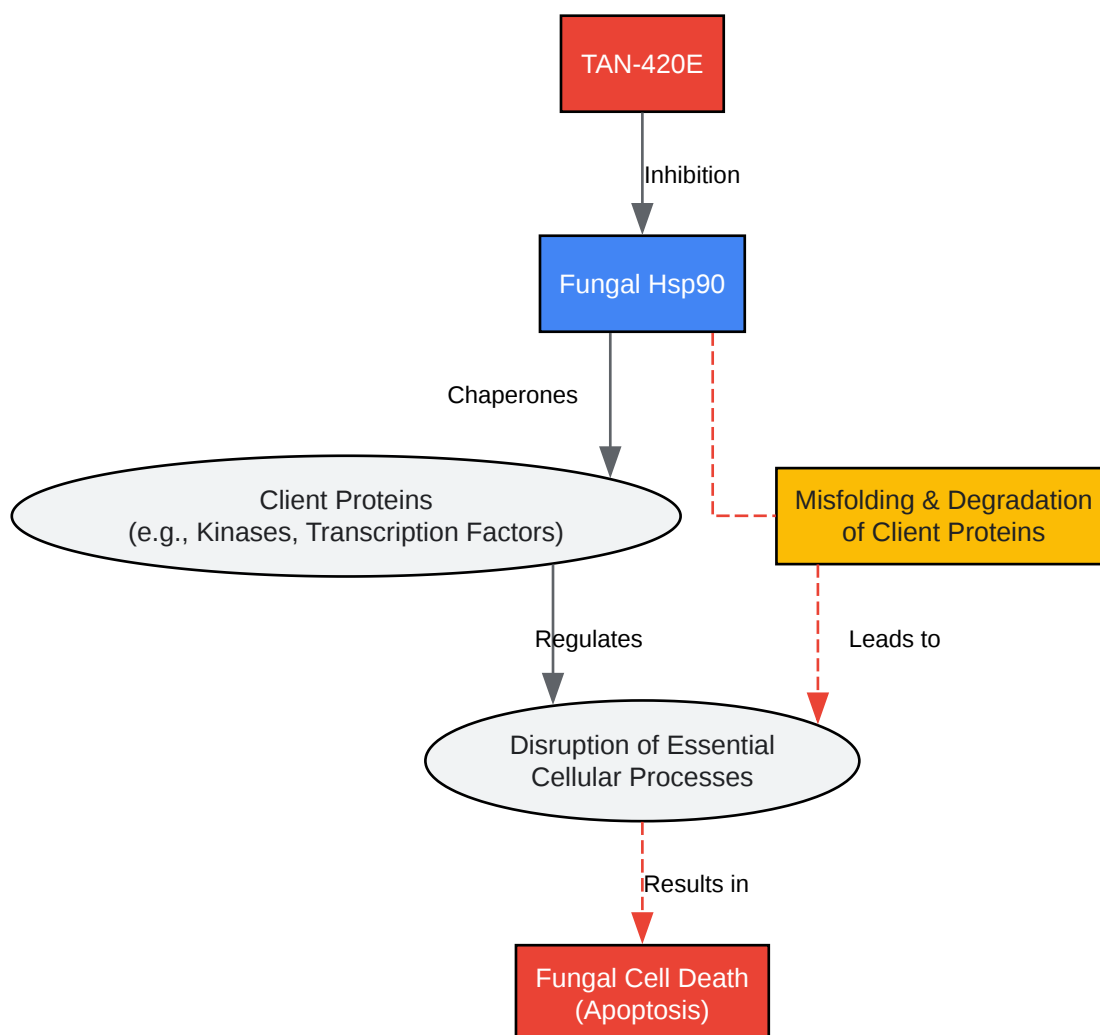 TAN-420E
Inhibition
Fungal Hsp90
Chaperones
Client Proteins
(e.g., Kinases, Transcription Factors)
Misfolding & Degradation
of Client Proteins
Regulates
Leads to
Disruption of Essential
Cellular Processes
Results in
Fungal Cell Death
(Apoptosis)